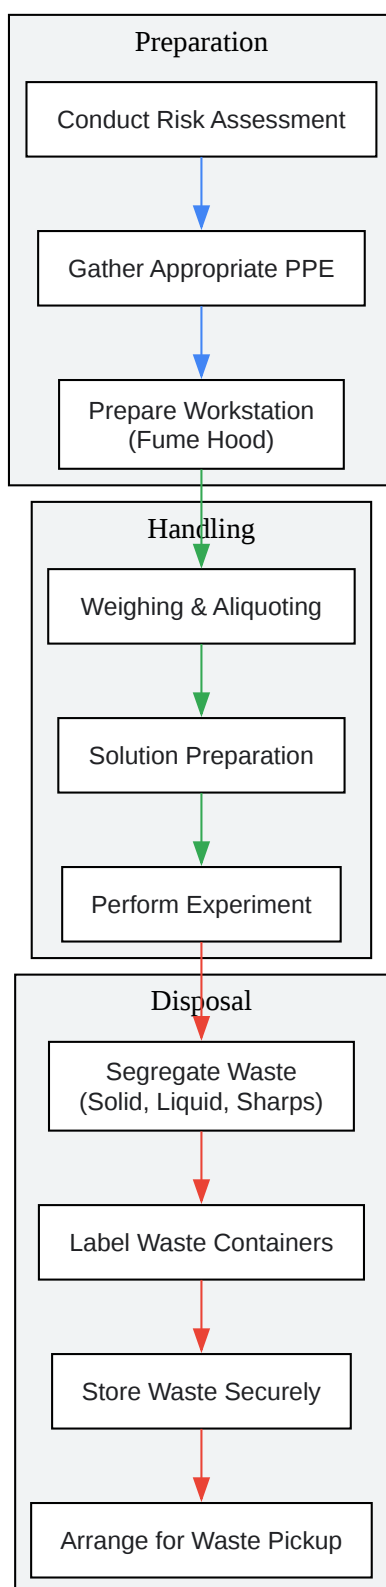 Preparation
Conduct Risk Assessment
Gather Appropriate PPE
Prepare Workstation
(Fume Hood)
Handling
Weighing & Aliquoting
Solution Preparation
Perform Experiment
Disposal
Segregate Waste
(Solid, Liquid, Sharps)
Label Waste Containers
Store Waste Securely
Arrange for Waste Pickup